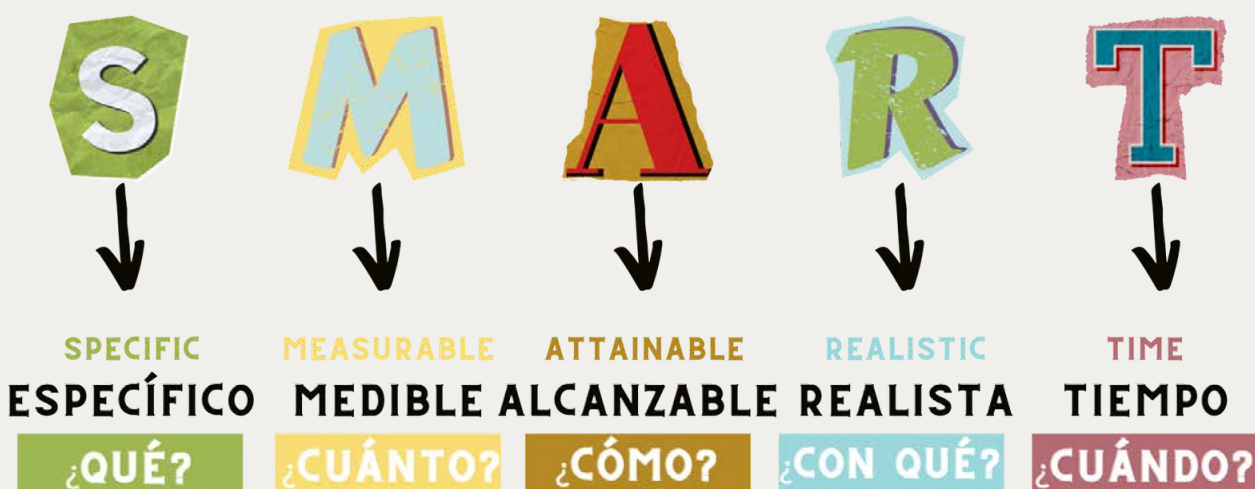 S M A R T
SPECIFIC MEASURABLE ATTAINABLE REALISTIC TIME
ESPECÍFICO MEDIBLE ALCANZABLE REALISTA TIEMPO
¿QUÉ? ¿CUÁNTO? ¿CÓMO? ¿CON QUÉ? ¿CUÁNDO?